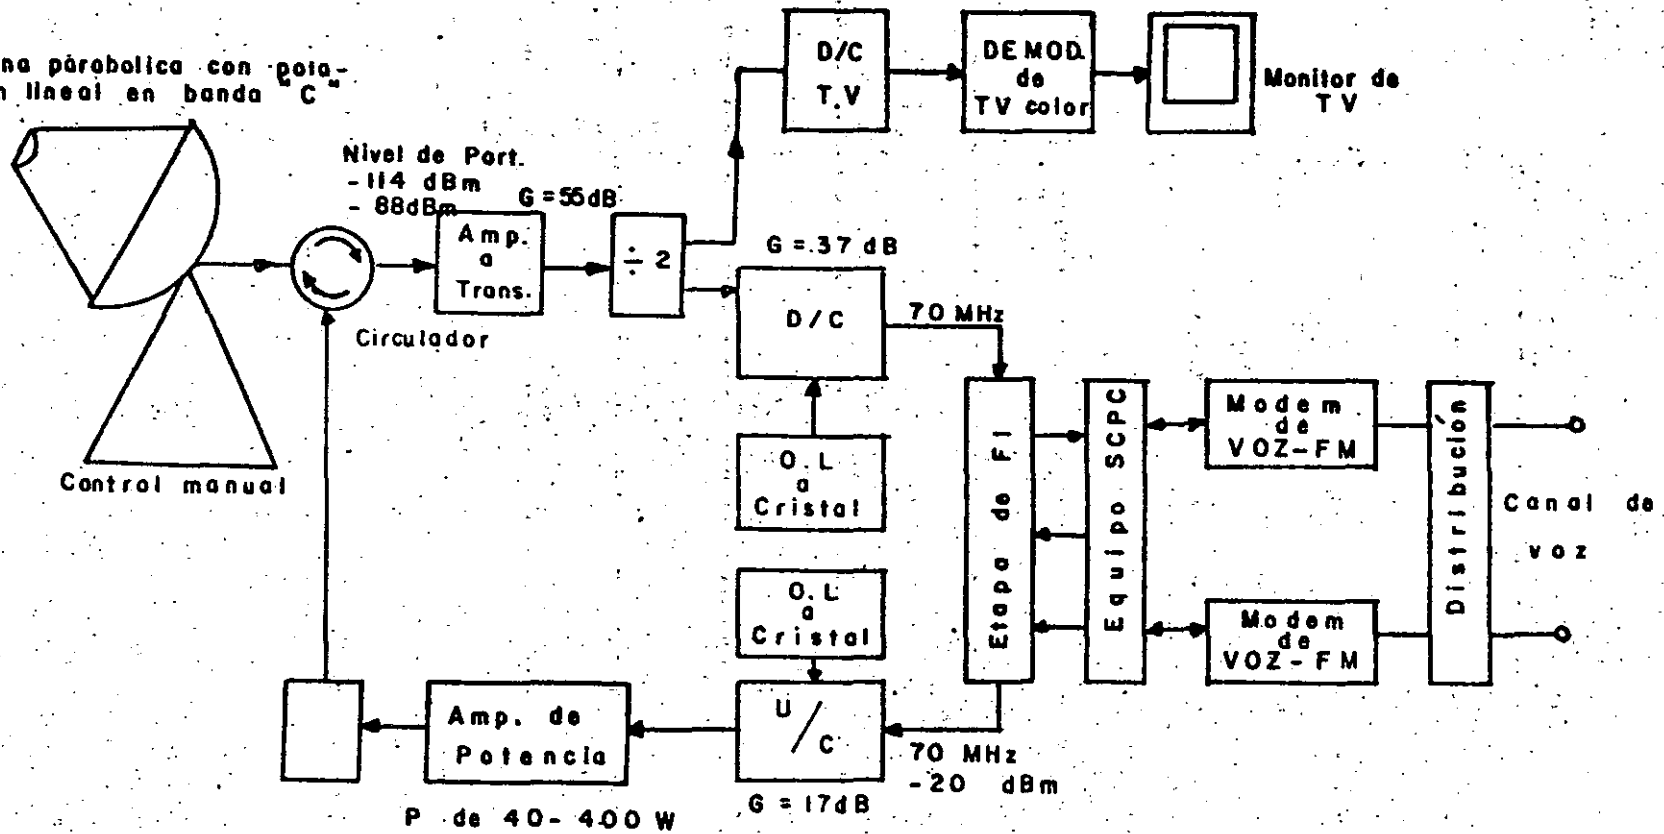 na párabolica con pola-
n lineal en banda "C"
Control manual
Nivel de Port.
-114 dBm
- 88dBm
G = 55dB
Circulador
Amp.
a
Trans.
÷ 2
D/C
T.V
DEMOD.
de
TV color
Monitor de
TV
G = 37 dB
D/C
70 MHz
O.L
a
Cristal
O.L
a
Cristal
U/C
G = 17dB
70 MHz
-20 dBm
Amp. de
Potencia
P de 40-400 W
Etapa de FI
Equipo SCPC
Modem
de
VOZ-FM
Modem
de
VOZ-FM
Distribución
Canal de
voz